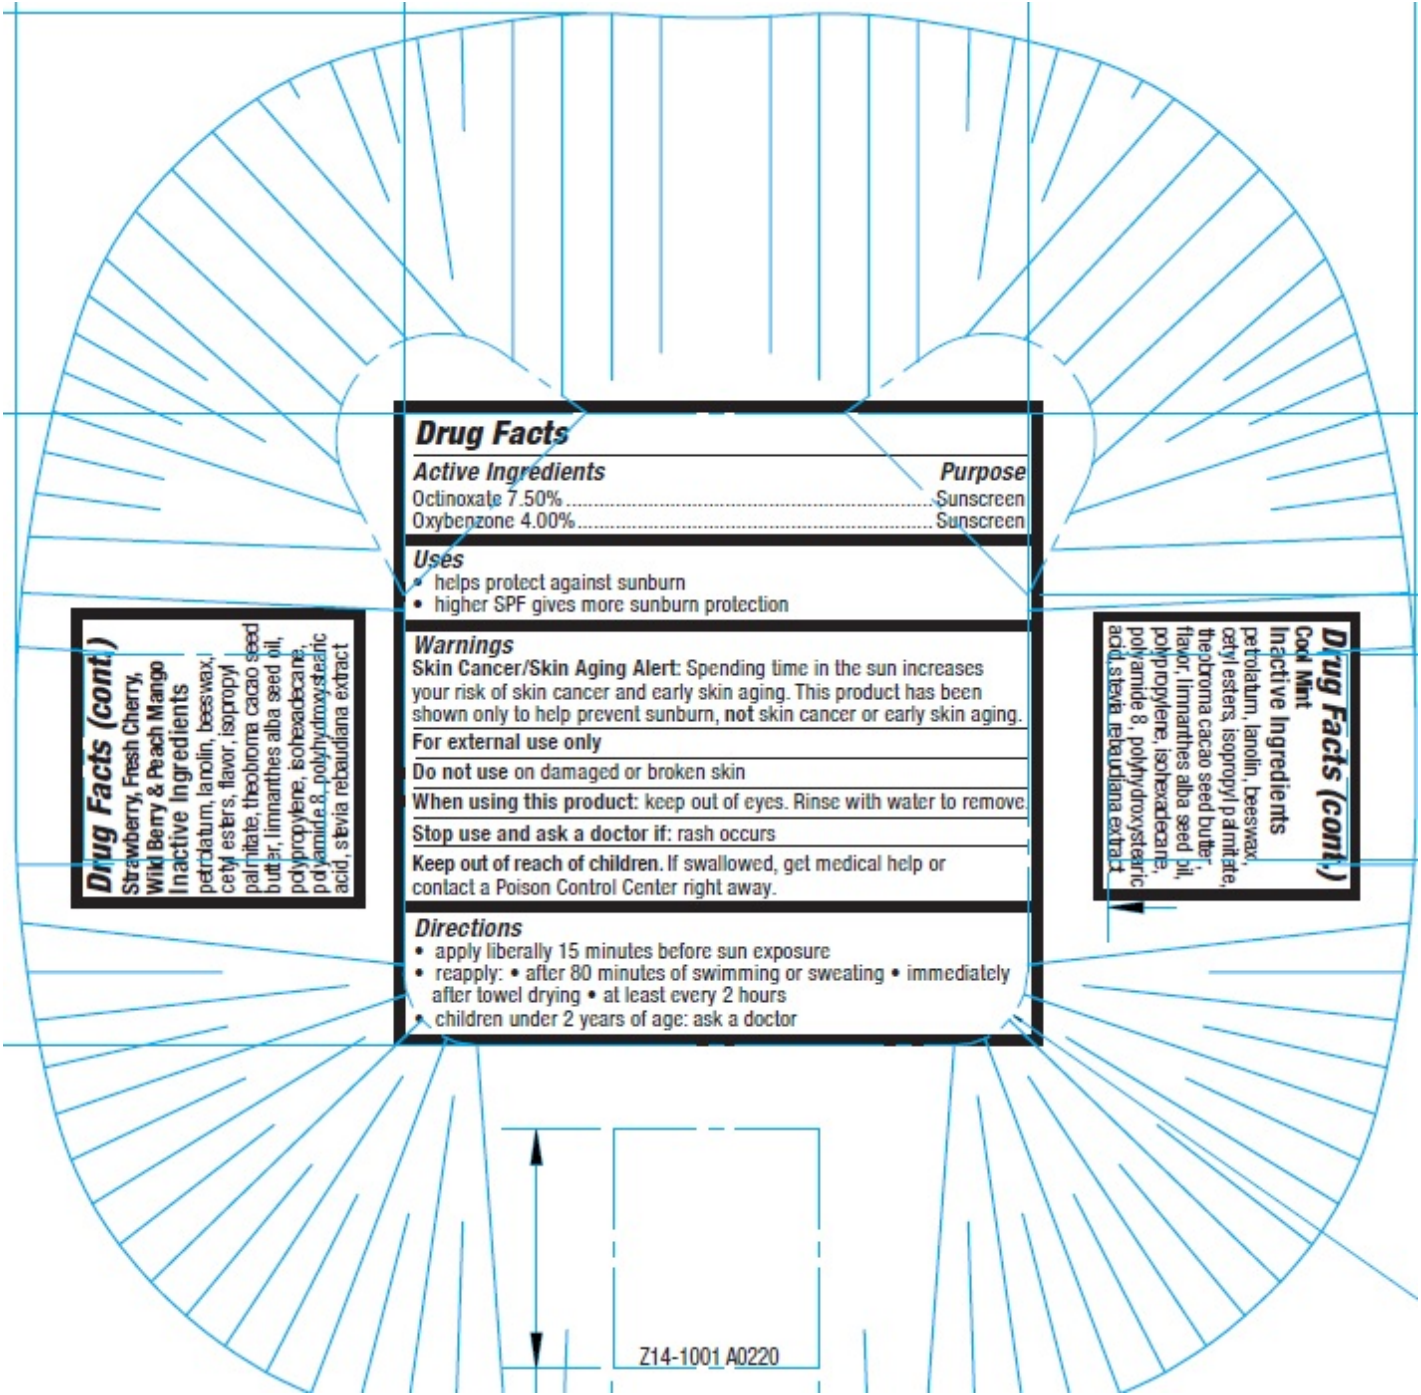 Drug Facts
Active Ingredients Purpose
Octinoxate 7.50%......Sunscreen
Oxybenzone 4.00%......Sunscreen
Uses
• helps protect against sunburn
• higher SPF gives more sunburn protection
Warnings
Skin Cancer/Skin Aging Alert: Spending time in the sun increases
your risk of skin cancer and early skin aging. This product has been
shown only to help prevent sunburn, not skin cancer or early skin aging.
For external use only
Do not use on damaged or broken skin
When using this product: keep out of eyes. Rinse with water to remove.
Stop use and ask a doctor if: rash occurs
Keep out of reach of children. If swallowed, get medical help or
contact a Poison Control Center right away.
Directions
• apply liberally 15 minutes before sun exposure
• reapply: • after 80 minutes of swimming or sweating • immediately
after towel drying • at least every 2 hours
• children under 2 years of age: ask a doctor
Drug Facts (cont.)
Strawberry, Fresh Cherry,
Wild Berry & Peach Mango
Inactive Ingredients
petrolatum, lanolin, beeswax,
cetyl esters, flavor, isopropyl
palmitate, theobroma cacao seed
butter, limnanthes alba seed oil,
polypropylene, isohexadecane,
polyamide 8, polyhydroxystearic
acid, stevia rebaudiana extract
Drug Facts (cont.)
Cool Mint
Inactive Ingredients
petrolatum, lanolin, beeswax,
cetyl esters, isopropyl palmitate,
theobroma cacao seed butter,
flavor, limnanthes alba seed oil,
polypropylene, isohexadecane,
polyamide 8, polyhydroxystearic
acid, stevia rebaudiana extract
Z14-1001 A0220